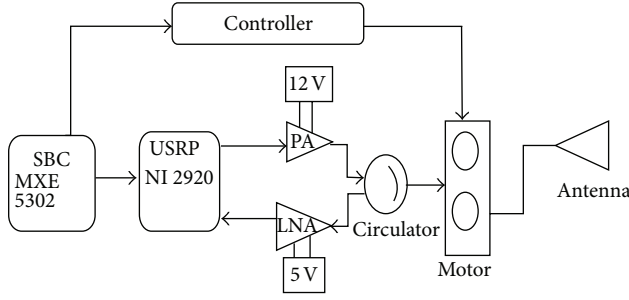 Controller
12 V
PA
SBC
MXE
5302
USRP
NI 2920
LNA
5 V
Circulator
Motor
Antenna